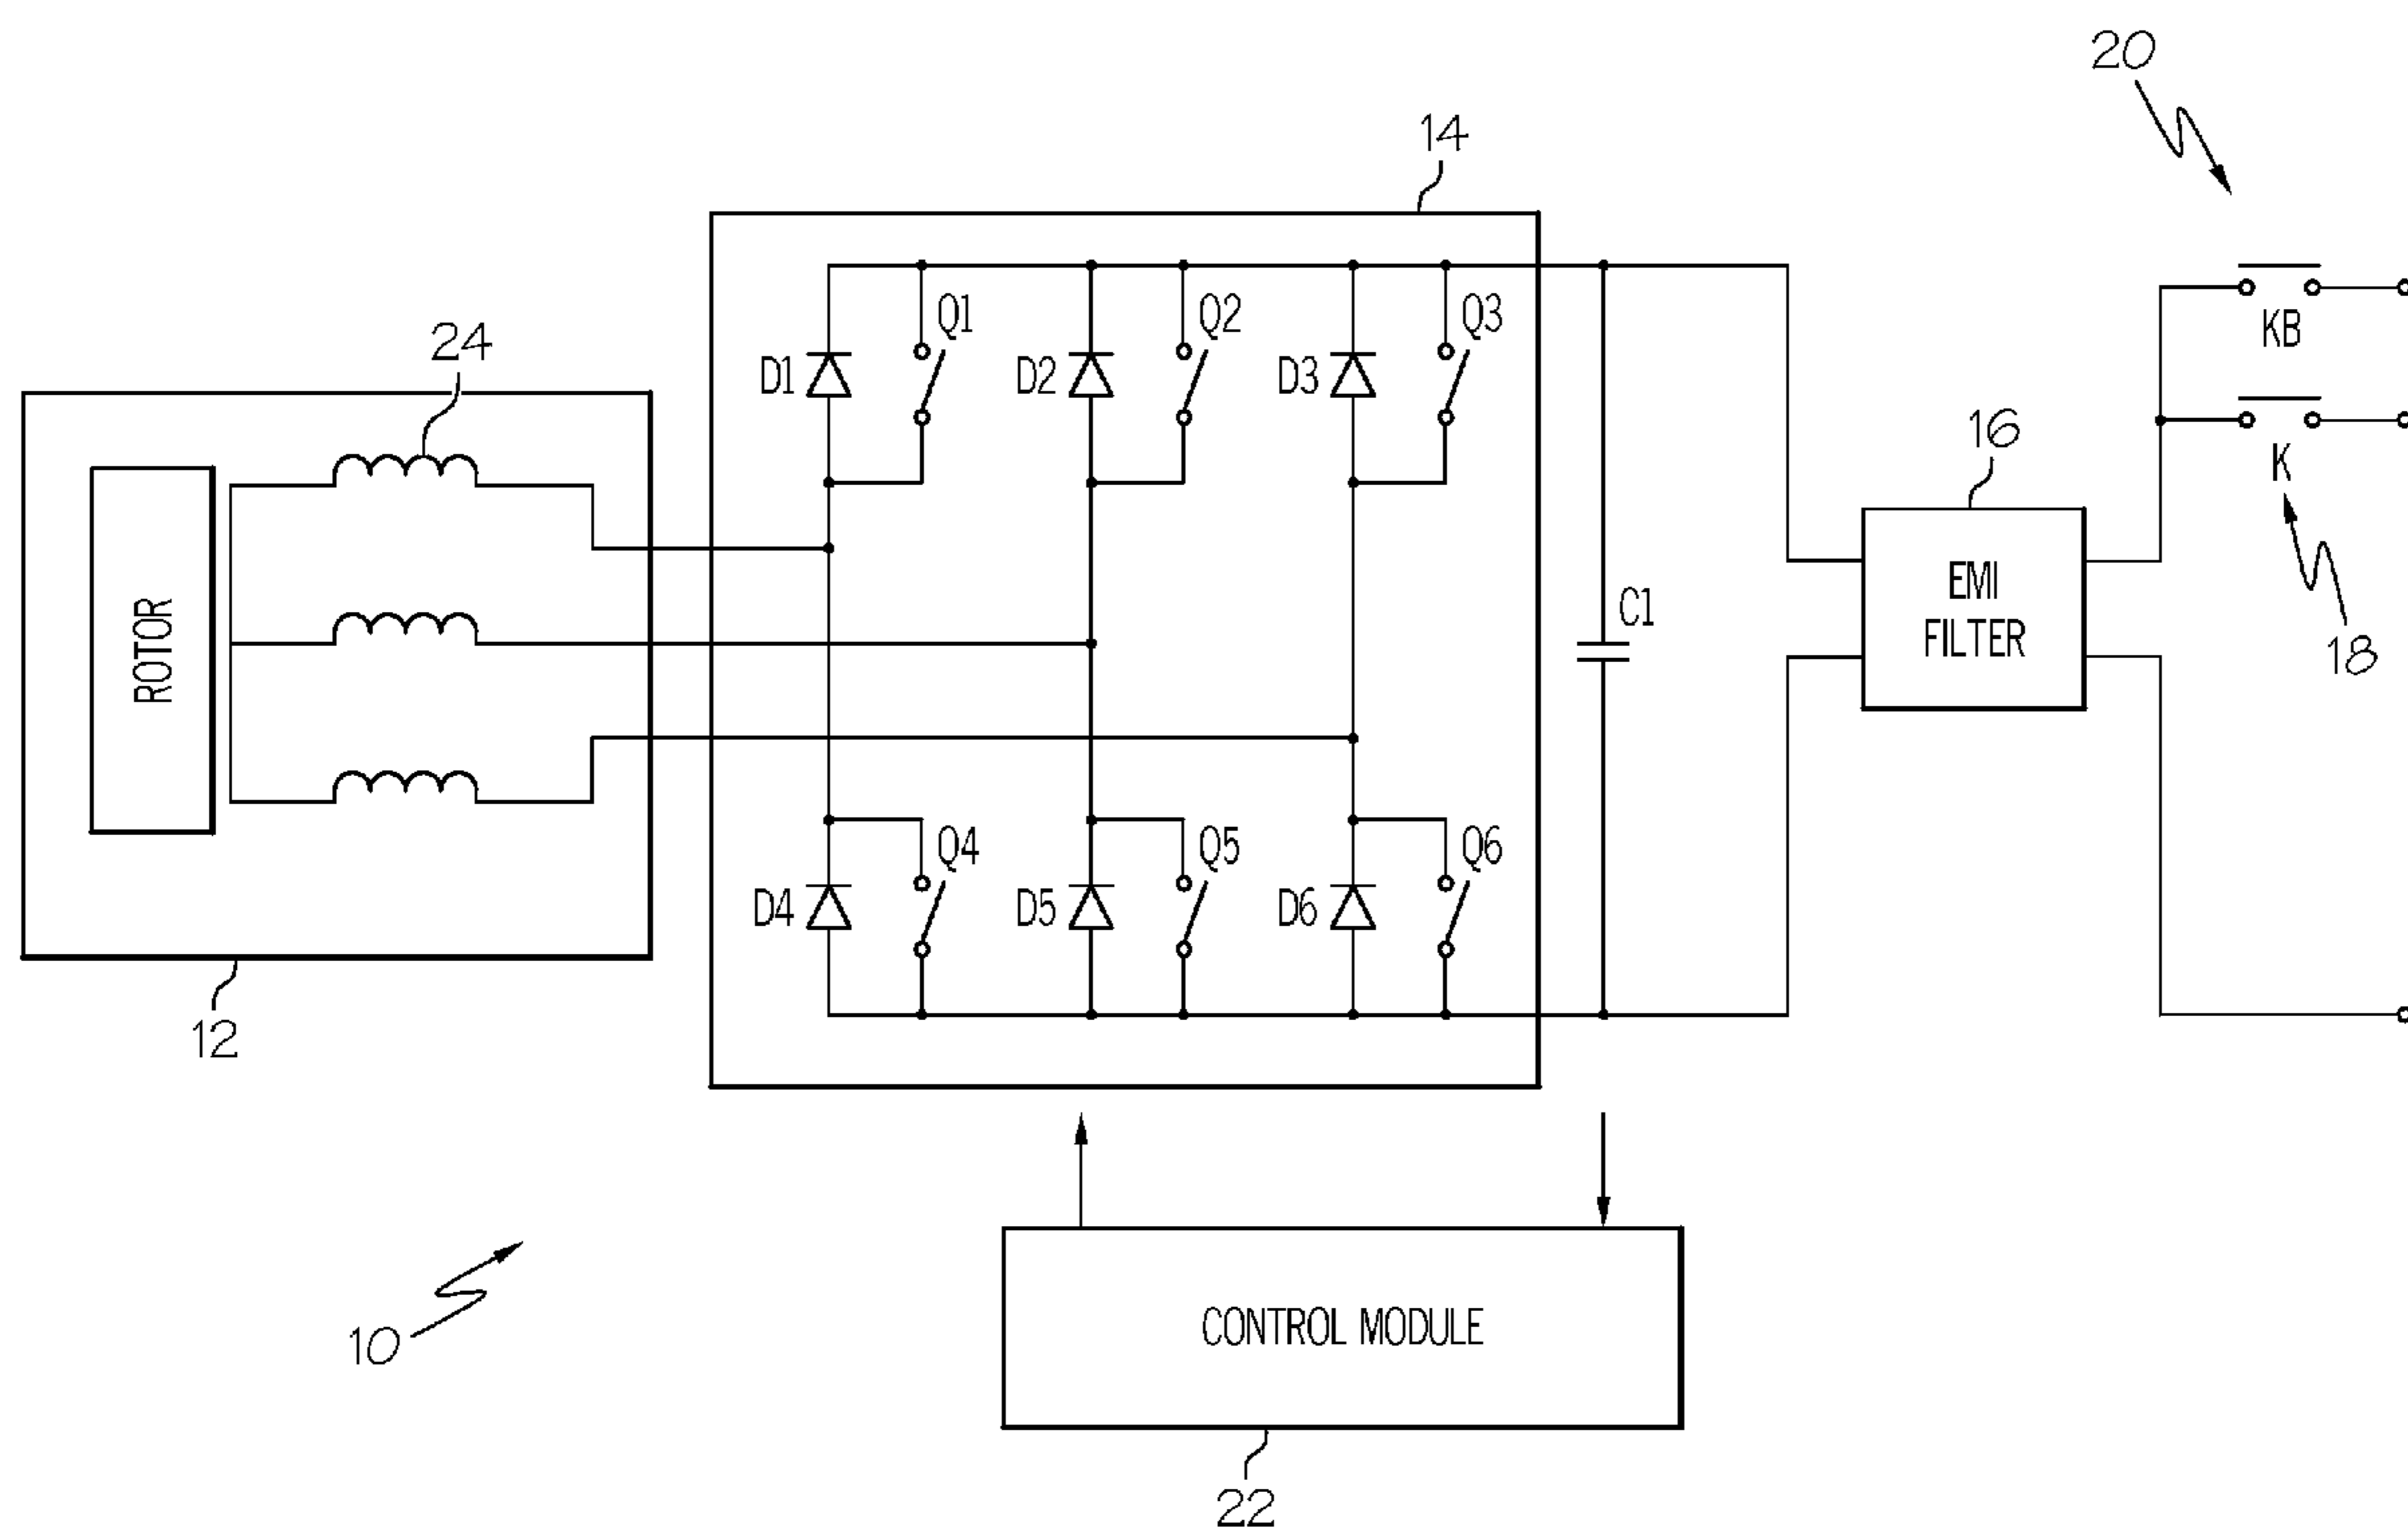 20
14
Q1
Q2
Q3
KB
24
D1
D2
D3
16
K
EMI
FILTER
ROTOR
C1
18
Q4
Q5
Q6
D4
D5
D6
12
10
CONTROL MODULE
22